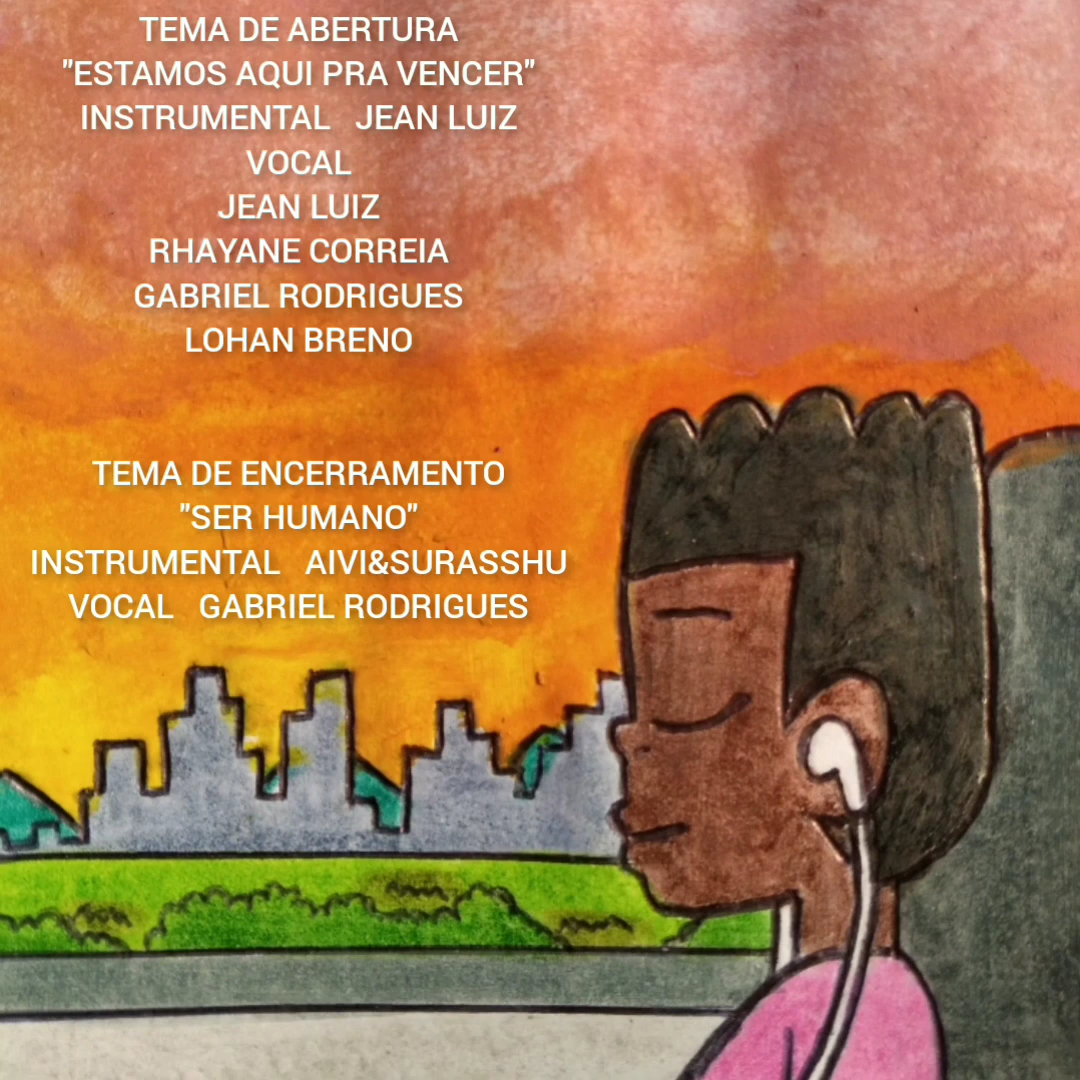 TEMA DE ABERTURA
"ESTAMOS AQUI PRA VENCER"
INSTRUMENTAL JEAN LUIZ
VOCAL
JEAN LUIZ
RHAYANE CORREIA
GABRIEL RODRIGUES
LOHAN BRENO
TEMA DE ENCERRAMENTO
"SER HUMANO"
INSTRUMENTAL AIVI&SURASSHU
VOCAL GABRIEL RODRIGUES